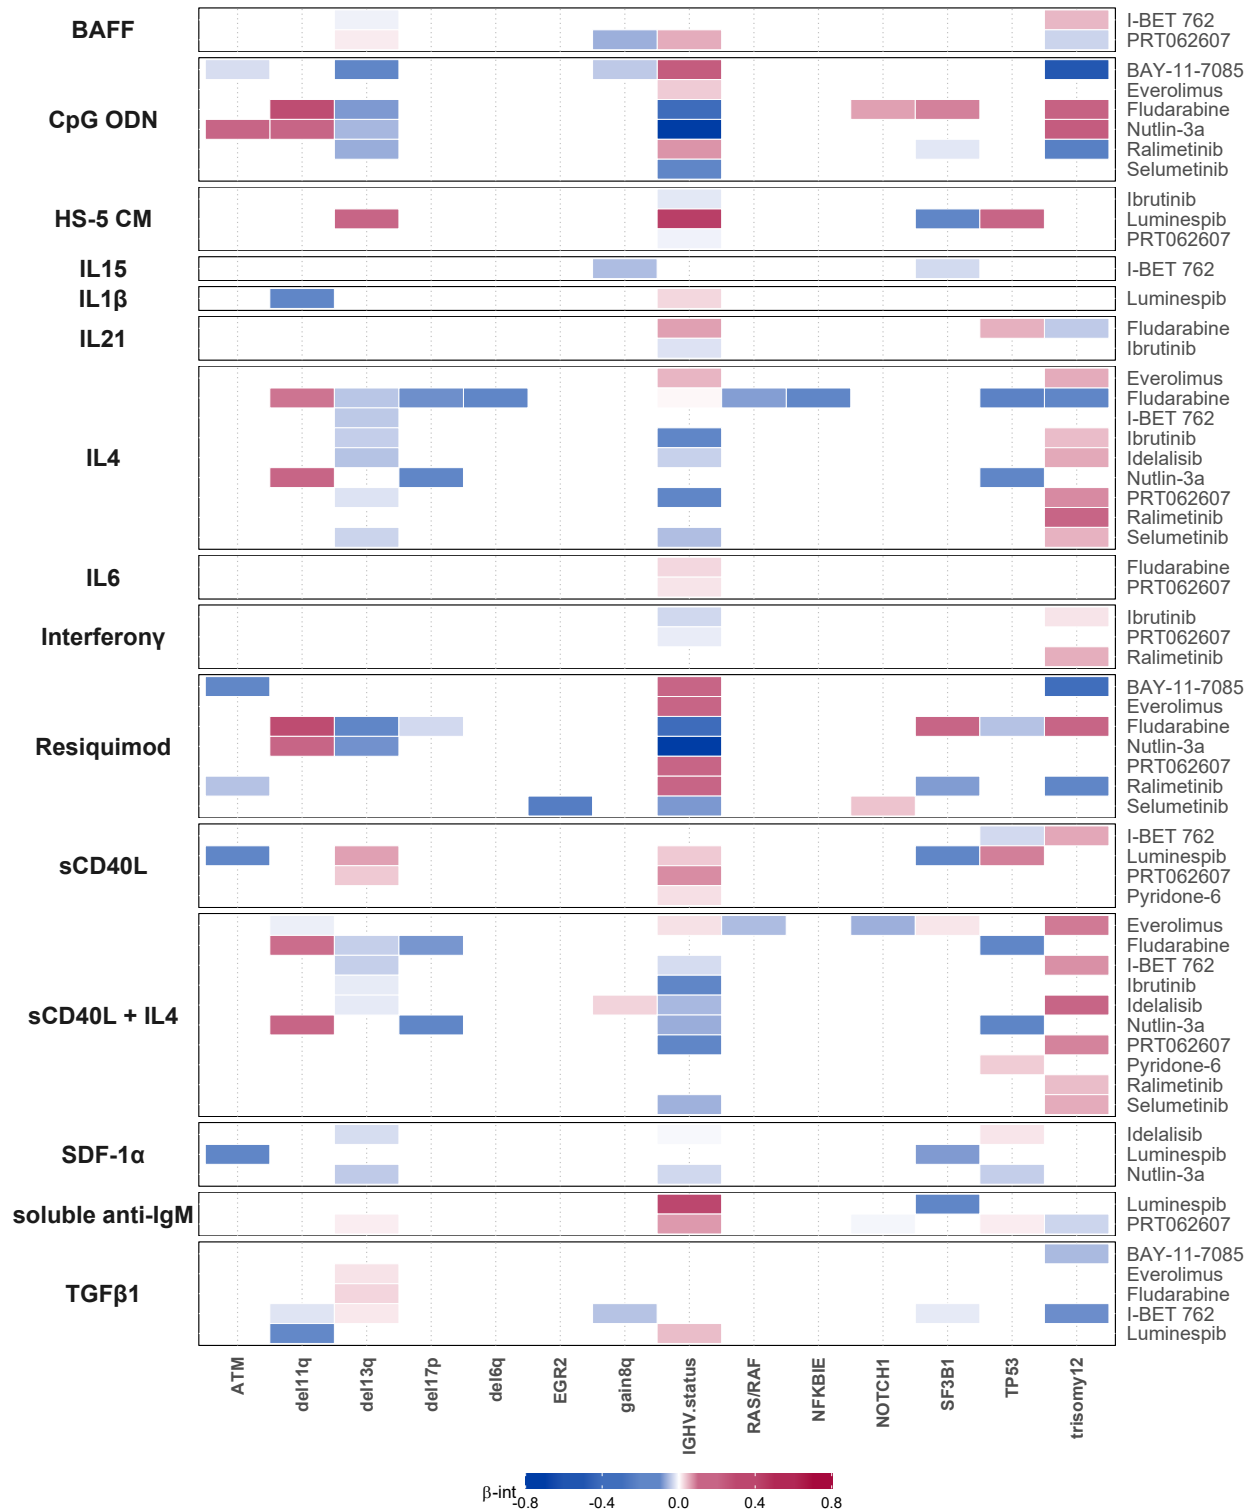 BAFF
I-BET 762
PRT062607
CpG ODN
BAY-11-7085
Everolimus
Fludarabine
Nutlin-3a
Ralimetinib
Selumetinib
HS-5 CM
Ibrutinib
Luminespib
PRT062607
IL15
I-BET 762
IL1β
Luminespib
IL21
Fludarabine
Ibrutinib
IL4
Everolimus
Fludarabine
I-BET 762
Ibrutinib
Idelalisib
Nutlin-3a
PRT062607
Ralimetinib
Selumetinib
IL6
Fludarabine
PRT062607
Interferonγ
Ibrutinib
PRT062607
Ralimetinib
Resiquimod
BAY-11-7085
Everolimus
Fludarabine
Nutlin-3a
PRT062607
Ralimetinib
Selumetinib
sCD40L
I-BET 762
Luminespib
PRT062607
Pyridone-6
sCD40L + IL4
Everolimus
Fludarabine
I-BET 762
Ibrutinib
Idelalisib
Nutlin-3a
PRT062607
Pyridone-6
Ralimetinib
Selumetinib
SDF-1α
Idelalisib
Luminespib
Nutlin-3a
soluble anti-IgM
Luminespib
PRT062607
TGFβ1
BAY-11-7085
Everolimus
Fludarabine
I-BET 762
Luminespib
ATM
del11q
del13q
del17p
del6q
EGR2
gain8q
IGHV.status
RAS/RAF
NFKBIE
NOTCH1
SF3B1
TP53
trisomy12
β-int
-0.8 -0.4 0.0 0.4 0.8